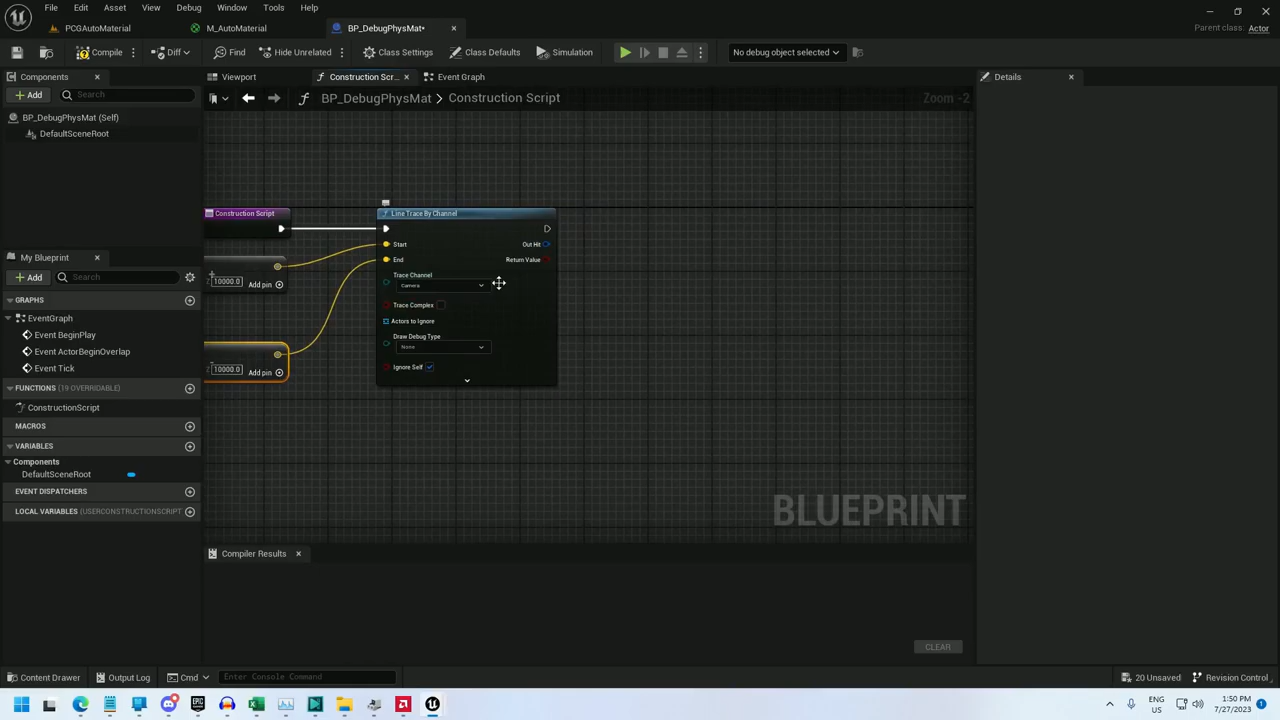 File Edit Asset View Debug Window Tools Help
PCGAutoMaterial M_AutoMaterial BP_DebugPhysMat•
Parent class: Actor
Compile Diff Find Hide Unrelated Class Settings Class Defaults Simulation No debug object selected
Components
Viewport Construction Scr... Event Graph
Details
Add Search
BP_DebugPhysMat > Construction Script
Zoom -2
BP_DebugPhysMat (Self)
DefaultSceneRoot
My Blueprint
Add Search
GRAPHS
EventGraph
Event BeginPlay
Event ActorBeginOverlap
Event Tick
FUNCTIONS (19 OVERRIDABLE)
ConstructionScript
MACROS
VARIABLES
Components
DefaultSceneRoot
EVENT DISPATCHERS
LOCAL VARIABLES (USERCONSTRUCTIONSCRIPT
Construction Script
Z 10000.0 Add pin
Z 10000.0 Add pin
Line Trace By Channel
Start Out Hit
End Return Value
Trace Channel
Camera
Trace Complex
Actors to Ignore
Draw Debug Type
None
Ignore Self
BLUEPRINT
Compiler Results
CLEAR
Content Drawer Output Log Cmd Enter Console Command
20 Unsaved Revision Control
ENG
US
1:50 PM
7/27/2023